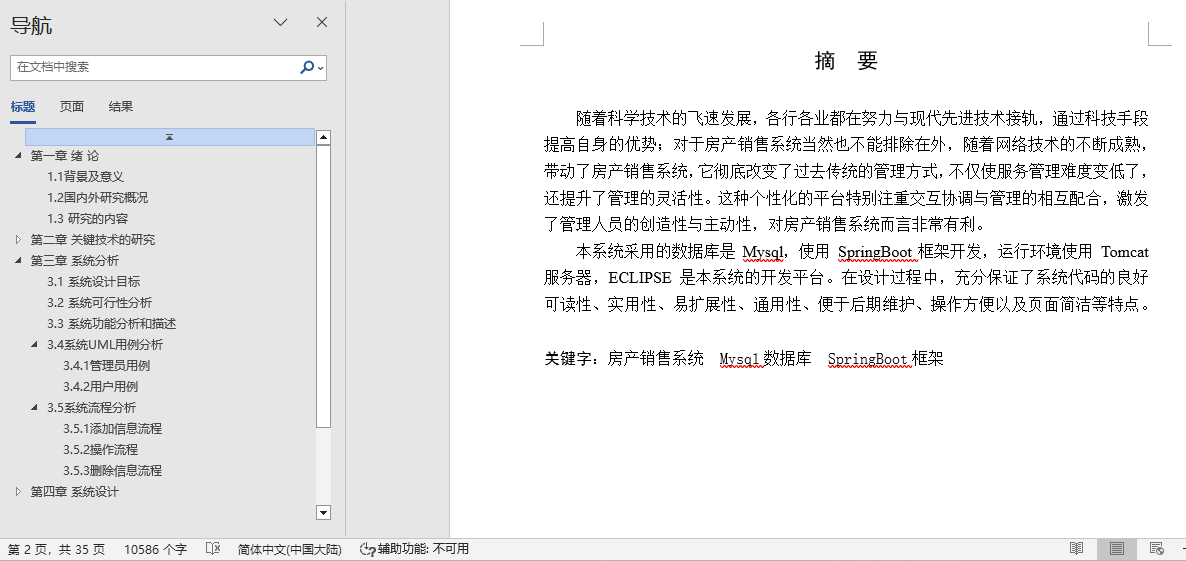 导航
在文档中搜索
标题 页面 结果
第一章 绪 论
1.1背景及意义
1.2国内外研究概况
1.3 研究的内容
第二章 关键技术的研究
第三章 系统分析
3.1 系统设计目标
3.2 系统可行性分析
3.3 系统功能分析和描述
3.4系统UML用例分析
3.4.1管理员用例
3.4.2用户用例
3.5系统流程分析
3.5.1添加信息流程
3.5.2操作流程
3.5.3删除信息流程
第四章 系统设计
摘 要
随着科学技术的飞速发展，各行各业都在努力与现代先进技术接轨，通过科技手段
提高自身的优势；对于房产销售系统当然也不能排除在外，随着网络技术的不断成熟，
带动了房产销售系统，它彻底改变了过去传统的管理方式，不仅使服务管理难度变低了，
还提升了管理的灵活性。这种个性化的平台特别注重交互协调与管理的相互配合，激发
了管理人员的创造性与主动性，对房产销售系统而言非常有利。
本系统采用的数据库是 Mysql，使用 SpringBoot 框架开发，运行环境使用 Tomcat
服务器，ECLIPSE 是本系统的开发平台。在设计过程中，充分保证了系统代码的良好
可读性、实用性、易扩展性、通用性、便于后期维护、操作方便以及页面简洁等特点。
关键字：房产销售系统 Mysql数据库 SpringBoot框架
第 2 页，共 35 页 10586 个字 简体中文(中国大陆) 辅助功能: 不可用